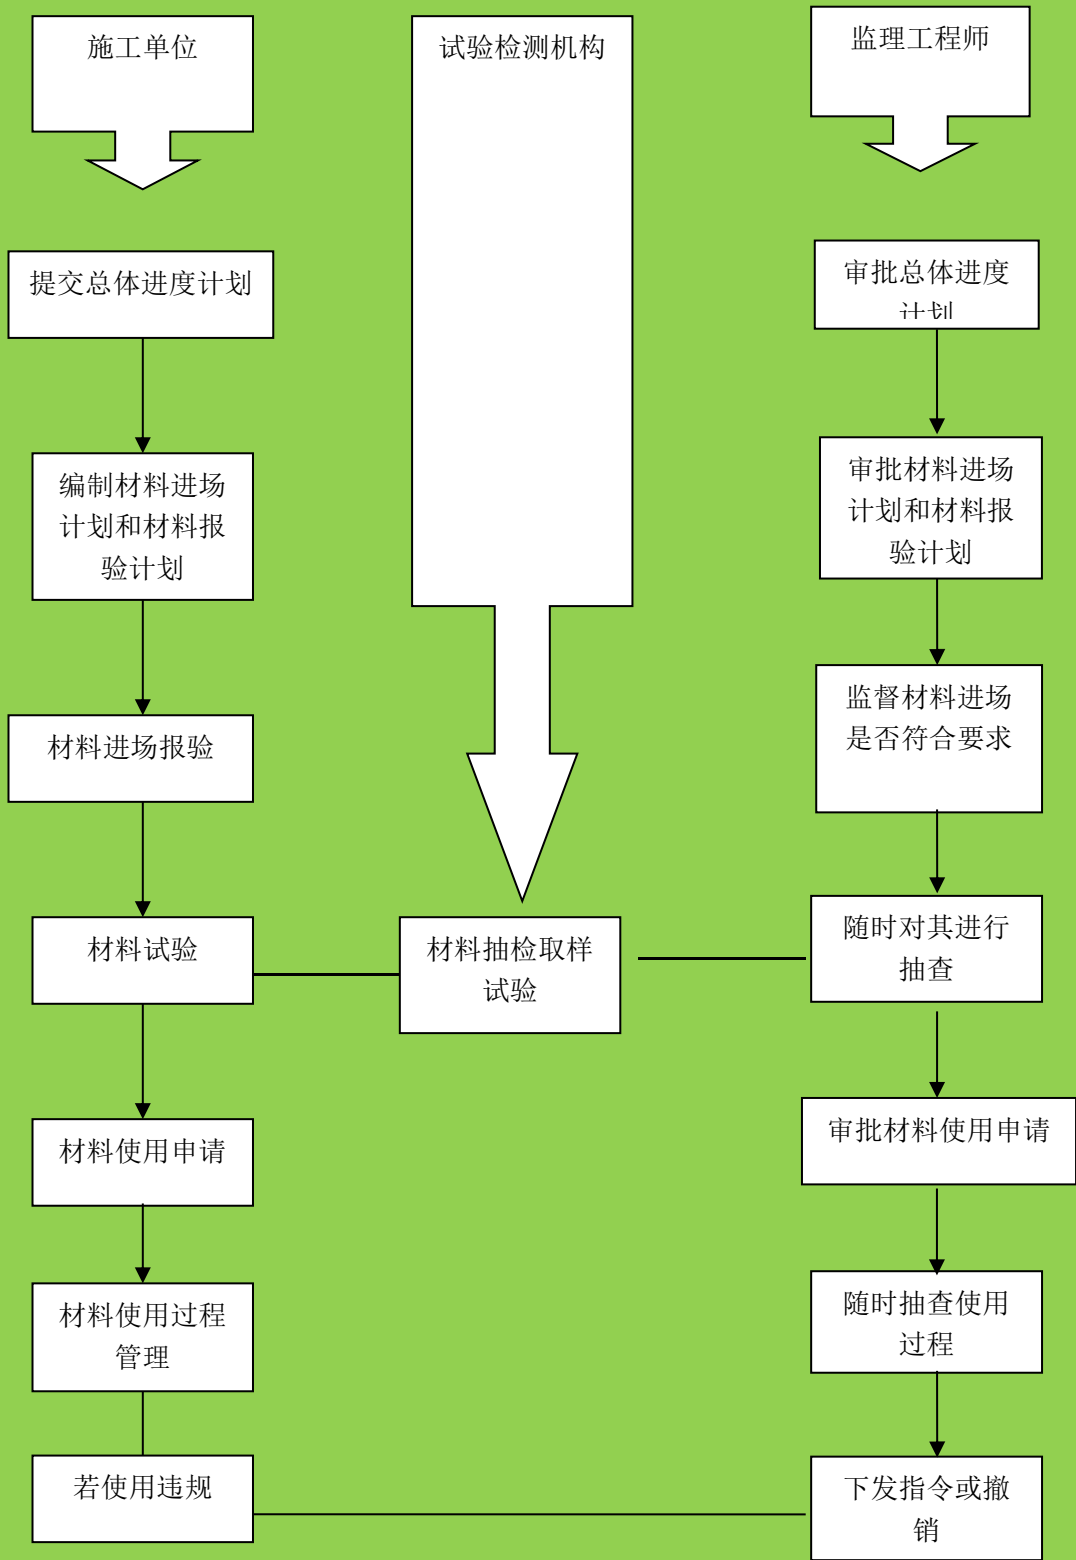 施工单位
试验检测机构
监理工程师
提交总体进度计划
审批总体进度
计划
编制材料进场
计划和材料报
验计划
审批材料进场
计划和材料报
验计划
材料进场报验
监督材料进场
是否符合要求
材料试验
材料抽检取样
试验
随时对其进行
抽查
材料使用申请
审批材料使用申请
材料使用过程
管理
随时抽查使用
过程
若使用违规
下发指令或撤
销